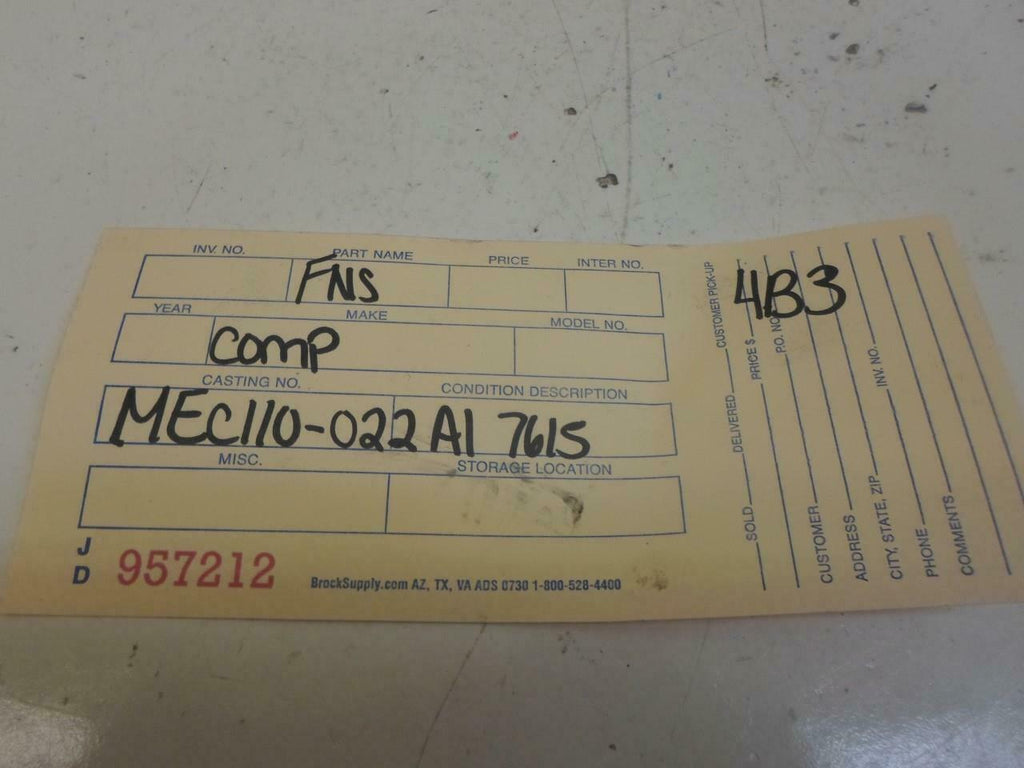 INV. NO. PART NAME PRICE INTER NO.
FNS
YEAR MAKE MODEL NO.
COMP
CASTING NO. CONDITION DESCRIPTION
MEC110-022 A1 7615
MISC. STORAGE LOCATION
J
D
957212
BrockSupply.com AZ, TX, VA ADS 0730 1-800-528-4400
4B3
SOLD DELIVERED CUSTOMER PICK-UP
PRICE $ P.O. NO.
CUSTOMER
ADDRESS
CITY, STATE, ZIP INV. NO.
PHONE
COMMENTS